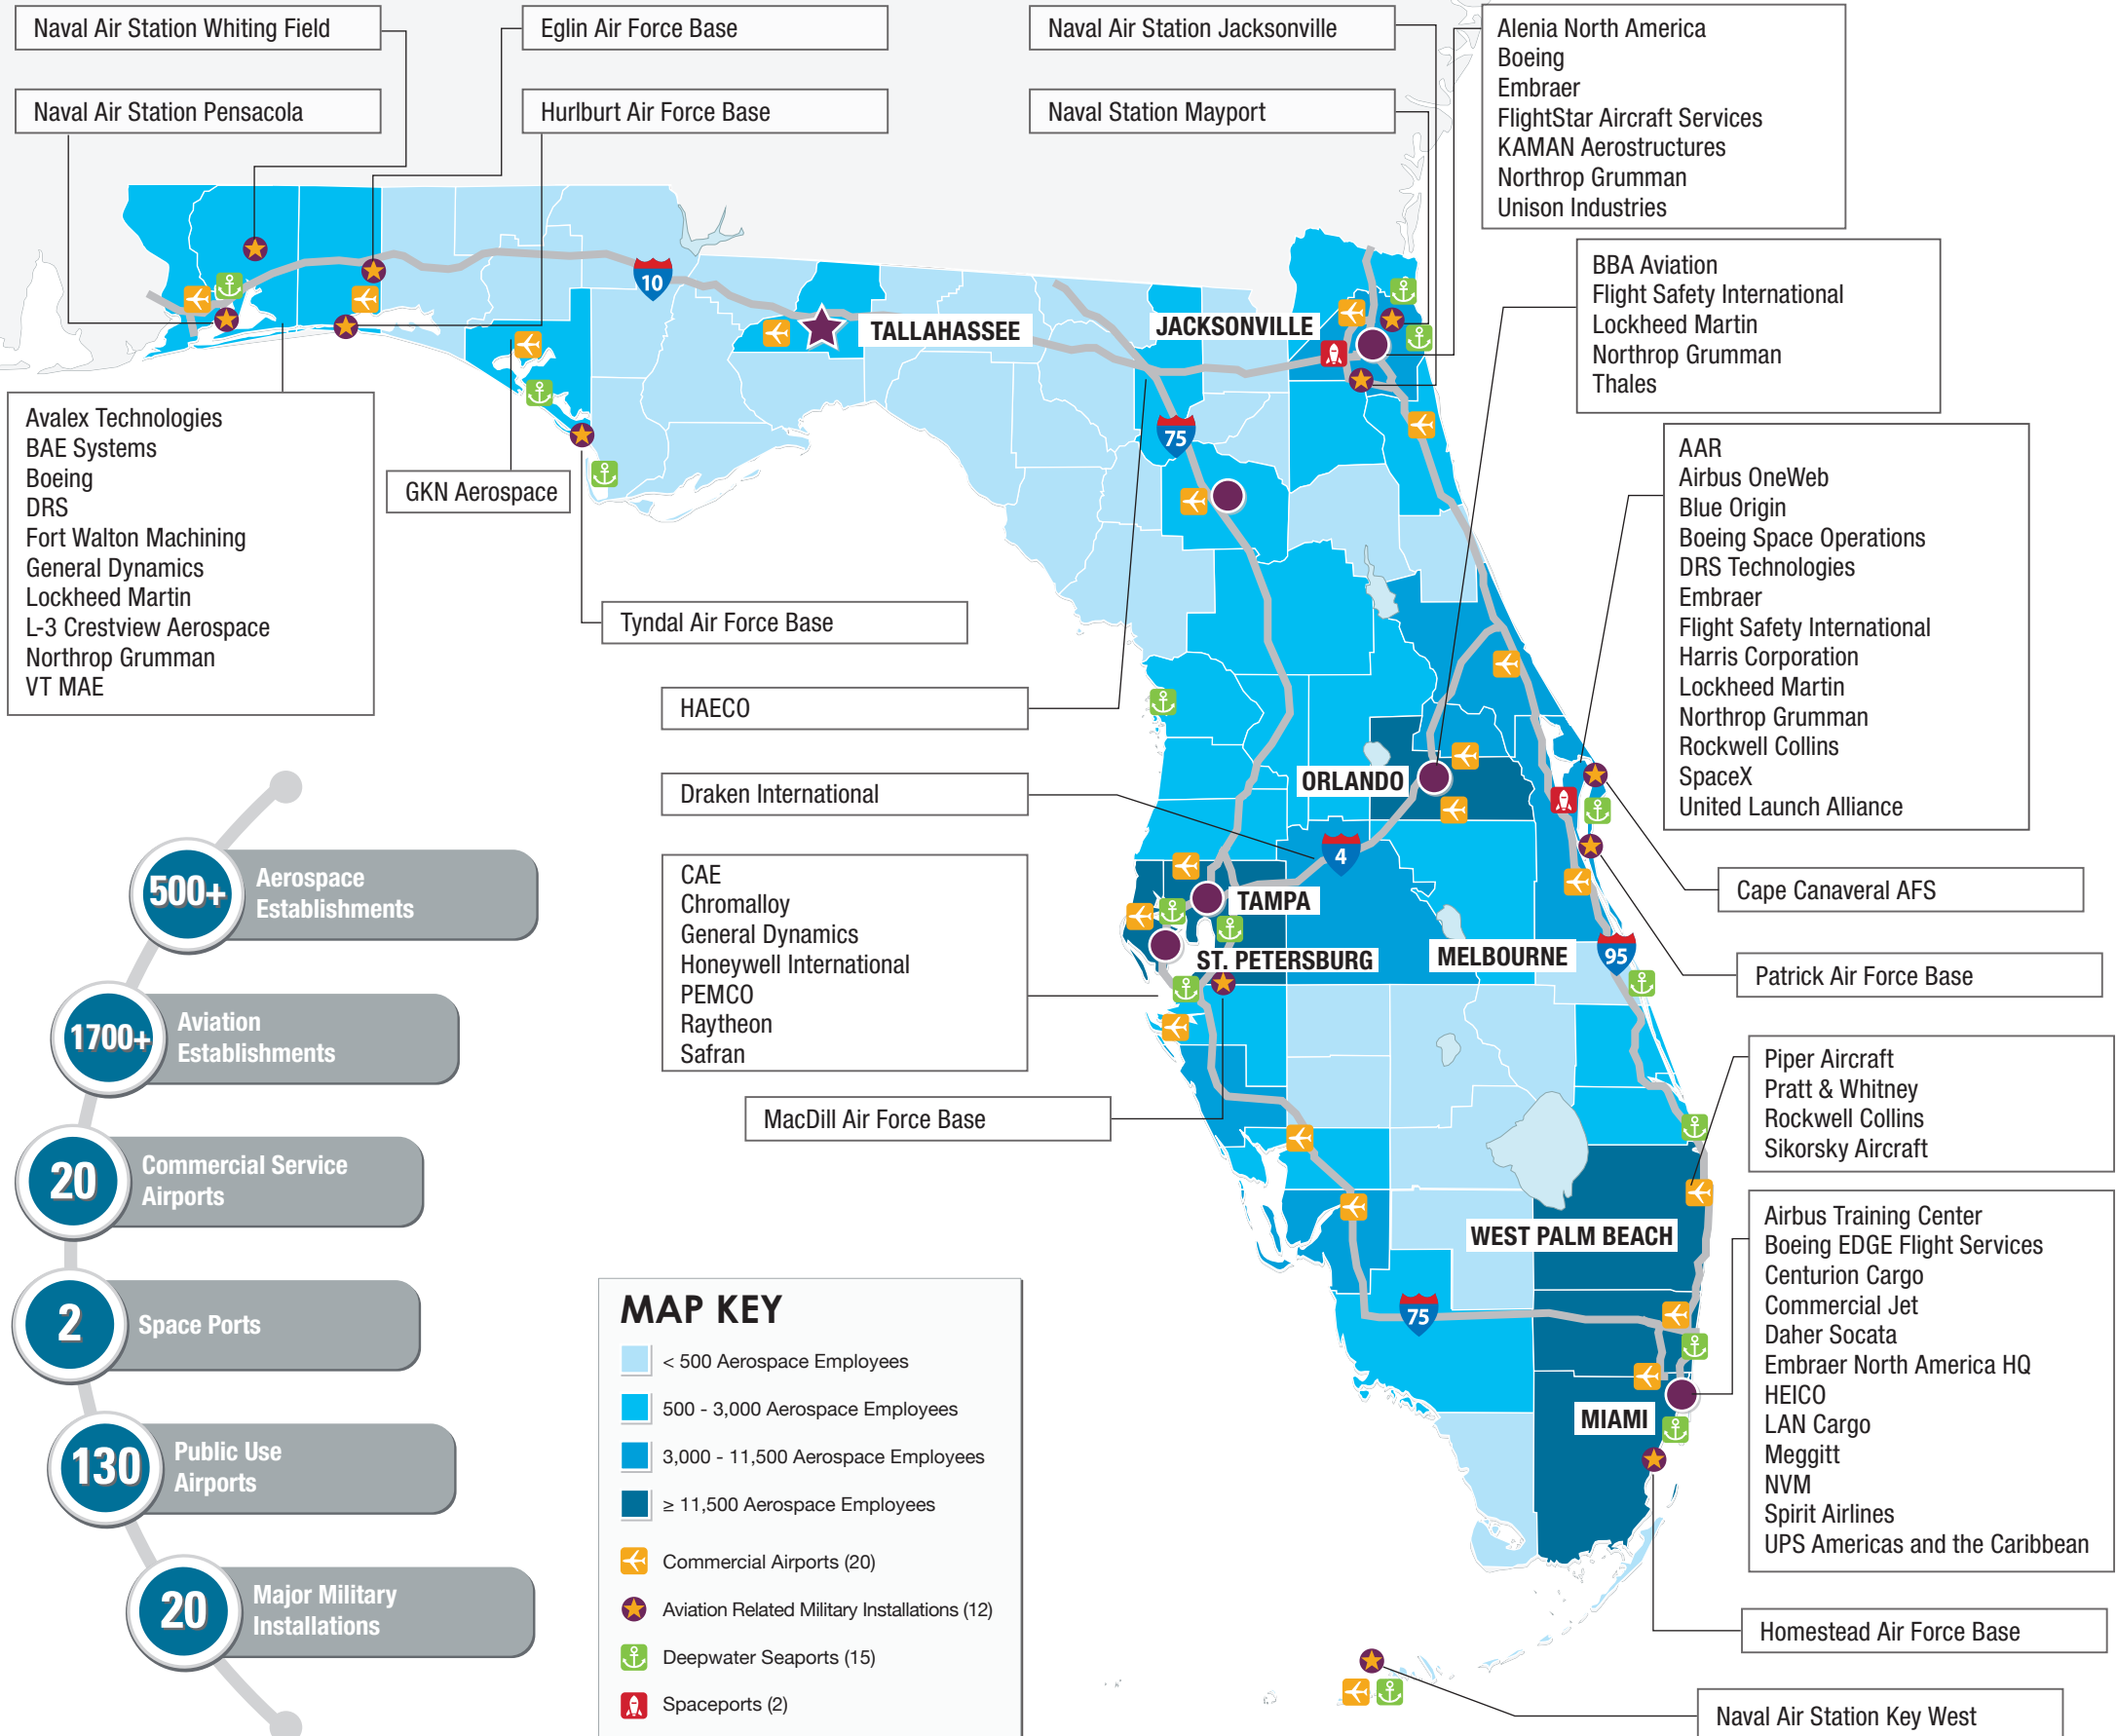 Naval Air Station Whiting Field
Eglin Air Force Base
Naval Air Station Jacksonville
Naval Air Station Pensacola
Hurlburt Air Force Base
Naval Station Mayport
Alenia North America
Boeing
Embraer
FlightStar Aircraft Services
KAMAN Aerostructures
Northrop Grumman
Unison Industries
BBA Aviation
Flight Safety International
Lockheed Martin
Northrop Grumman
Thales
10
TALLAHASSEE
JACKSONVILLE
75
Avalex Technologies
BAE Systems
Boeing
DRS
Fort Walton Machining
General Dynamics
Lockheed Martin
L-3 Crestview Aerospace
Northrop Grumman
VT MAE
GKN Aerospace
Tyndal Air Force Base
AAR
Airbus OneWeb
Blue Origin
Boeing Space Operations
DRS Technologies
Embraer
Flight Safety International
Harris Corporation
Lockheed Martin
Northrop Grumman
Rockwell Collins
SpaceX
United Launch Alliance
HAECO
Draken International
ORLANDO
4
CAE
Chromalloy
General Dynamics
Honeywell International
PEMCO
Raytheon
Safran
TAMPA
ST. PETERSBURG
MELBOURNE
95
Cape Canaveral AFS
Patrick Air Force Base
MacDill Air Force Base
Piper Aircraft
Pratt & Whitney
Rockwell Collins
Sikorsky Aircraft
WEST PALM BEACH
75
MIAMI
Airbus Training Center
Boeing EDGE Flight Services
Centurion Cargo
Commercial Jet
Daher Socata
Embraer North America HQ
HEICO
LAN Cargo
Meggitt
NVM
Spirit Airlines
UPS Americas and the Caribbean
Homestead Air Force Base
Naval Air Station Key West
500+
Aerospace
Establishments
1700+
Aviation
Establishments
20
Commercial Service
Airports
2
Space Ports
130
Public Use
Airports
20
Major Military
Installations
MAP KEY
< 500 Aerospace Employees
500 - 3,000 Aerospace Employees
3,000 - 11,500 Aerospace Employees
≥ 11,500 Aerospace Employees
Commercial Airports (20)
Aviation Related Military Installations (12)
Deepwater Seaports (15)
Spaceports (2)